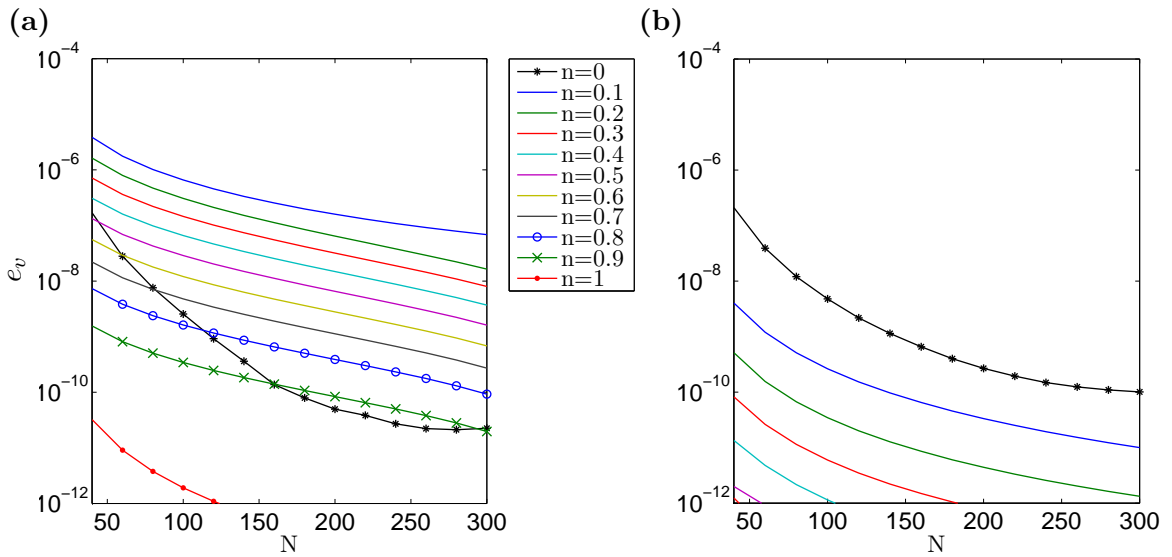 (a)
10^{-4}
10^{-6}
10^{-8}
10^{-10}
10^{-12}
e_v
50 100 150 200 250 300
N
n=0
n=0.1
n=0.2
n=0.3
n=0.4
n=0.5
n=0.6
n=0.7
n=0.8
n=0.9
n=1
(b)
10^{-4}
10^{-6}
10^{-8}
10^{-10}
10^{-12}
50 100 150 200 250 300
N